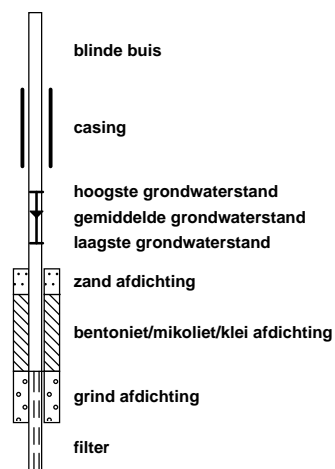 blinde buis
casing
hoogste grondwaterstand
gemiddelde grondwaterstand
laagste grondwaterstand
zand afdichting
bentoniet/mikoliet/klei afdichting
grind afdichting
filter